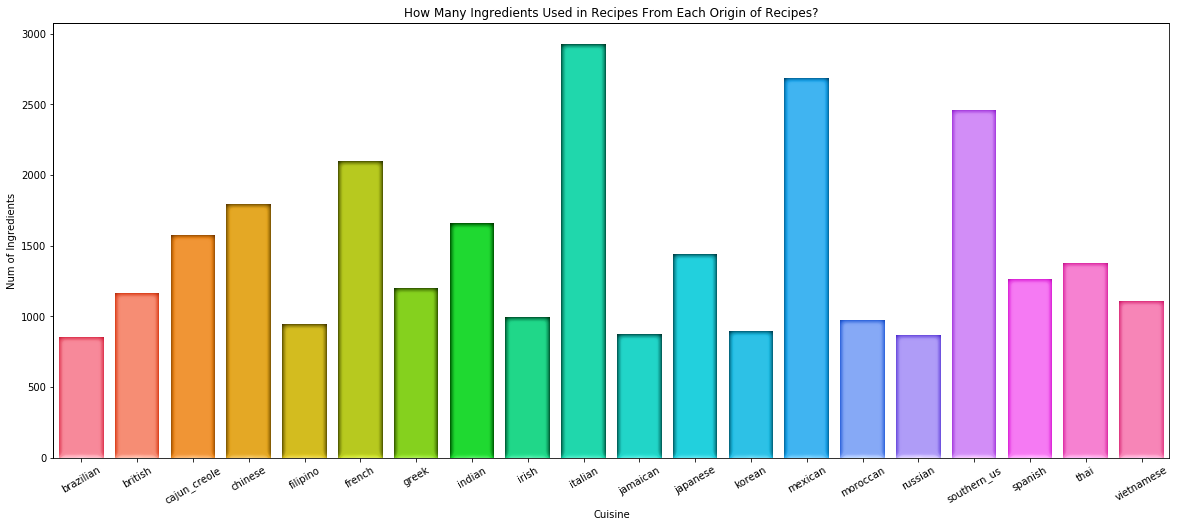 How Many Ingredients Used in Recipes From Each Origin of Recipes?
3000
2500
2000
1500
1000
500
0
Num of Ingredients
brazilian
british
cajun_creole
chinese
filipino
french
greek
indian
irish
italian
jamaican
japanese
korean
mexican
moroccan
russian
southern_us
spanish
thai
vietnamese
Cuisine